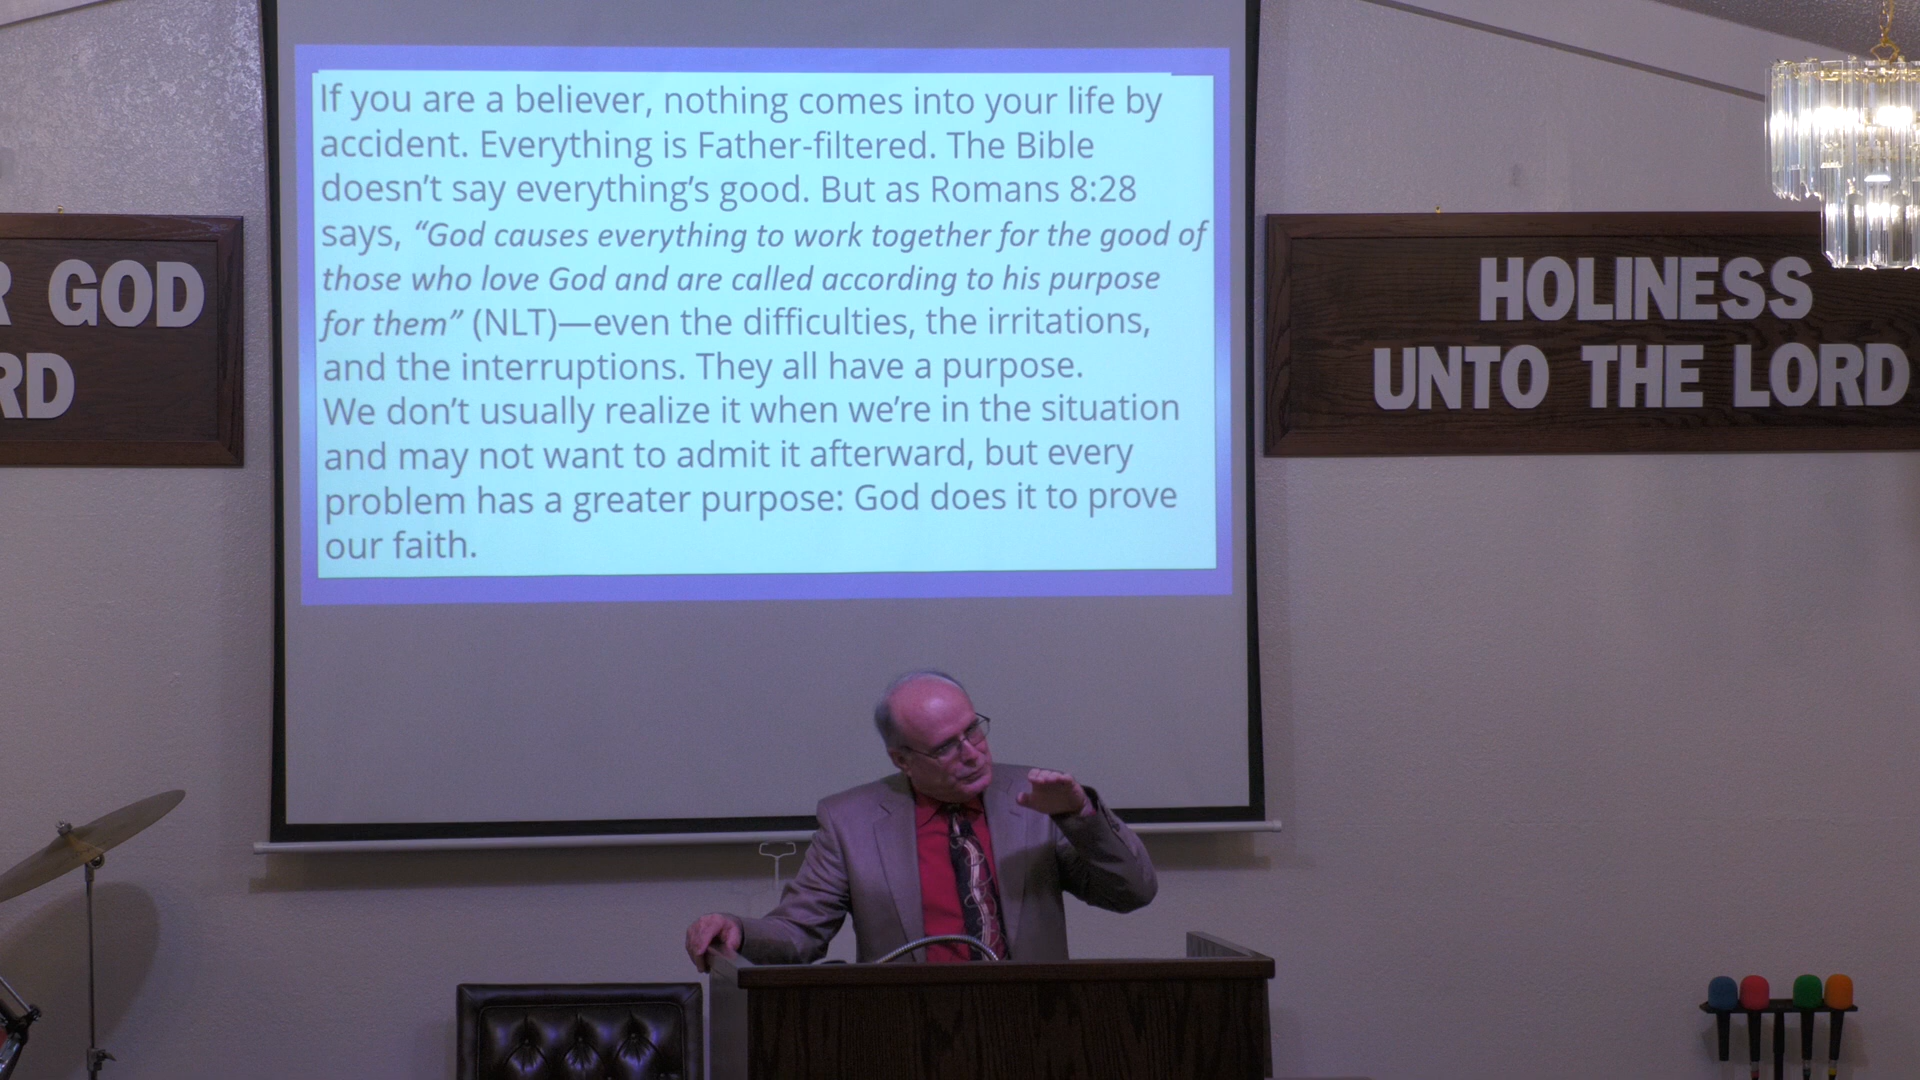 If you are a believer, nothing comes into your life by
accident. Everything is Father-filtered. The Bible
doesn’t say everything’s good. But as Romans 8:28
says, “God causes everything to work together for the good of
those who love God and are called according to his purpose
for them” (NLT)—even the difficulties, the irritations,
and the interruptions. They all have a purpose.
We don’t usually realize it when we’re in the situation
and may not want to admit it afterward, but every
problem has a greater purpose: God does it to prove
our faith.
GOD
HOLINESS
UNTO THE LORD